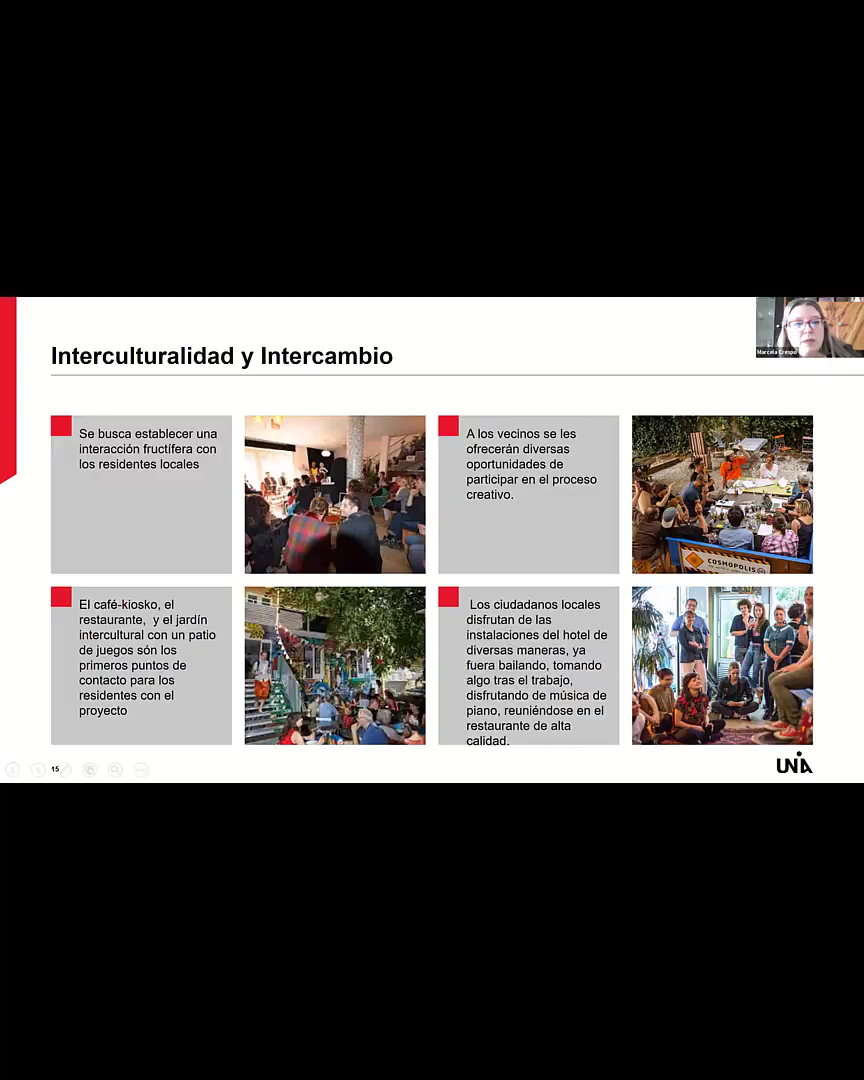 Marcela Crespo
Interculturalidad y Intercambio
Se busca establecer una
interacción fructífera con
los residentes locales
A los vecinos se les
ofrecerán diversas
oportunidades de
participar en el proceso
creativo.
COSMOPOLIS
El café-kiosko, el
restaurante, y el jardín
intercultural con un patio
de juegos són los
primeros puntos de
contacto para los
residentes con el
proyecto
Los ciudadanos locales
disfrutan de las
instalaciones del hotel de
diversas maneras, ya
fuera bailando, tomando
algo tras el trabajo,
disfrutando de música de
piano, reuniéndose en el
restaurante de alta
calidad.
15
UNIA